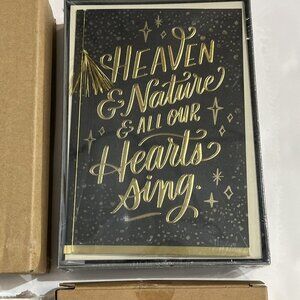 HEAVEN
& Nature
& ALL OUR
Hearts
sing.